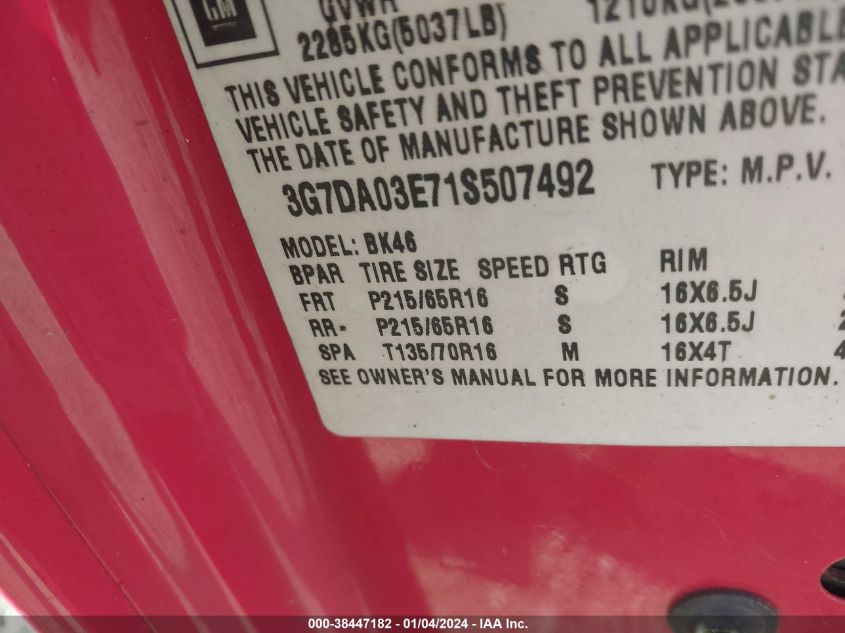 GM
GVWR
2285KG(5037LB)
THIS VEHICLE CONFORMS TO ALL APPLICABLE
VEHICLE SAFETY AND THEFT PREVENTION STA
THE DATE OF MANUFACTURE SHOWN ABOVE.
3G7DA03E71S507492 TYPE: M.P.V.
MODEL: BK46
BPAR TIRE SIZE SPEED RTG RIM
FRT P215/65R16 S 16X6.5J
RR- P215/65R16 S 16X6.5J
SPA T135/70R16 M 16X4T 4
SEE OWNER'S MANUAL FOR MORE INFORMATION.
000-38447182 - 01/04/2024 - IAA Inc.